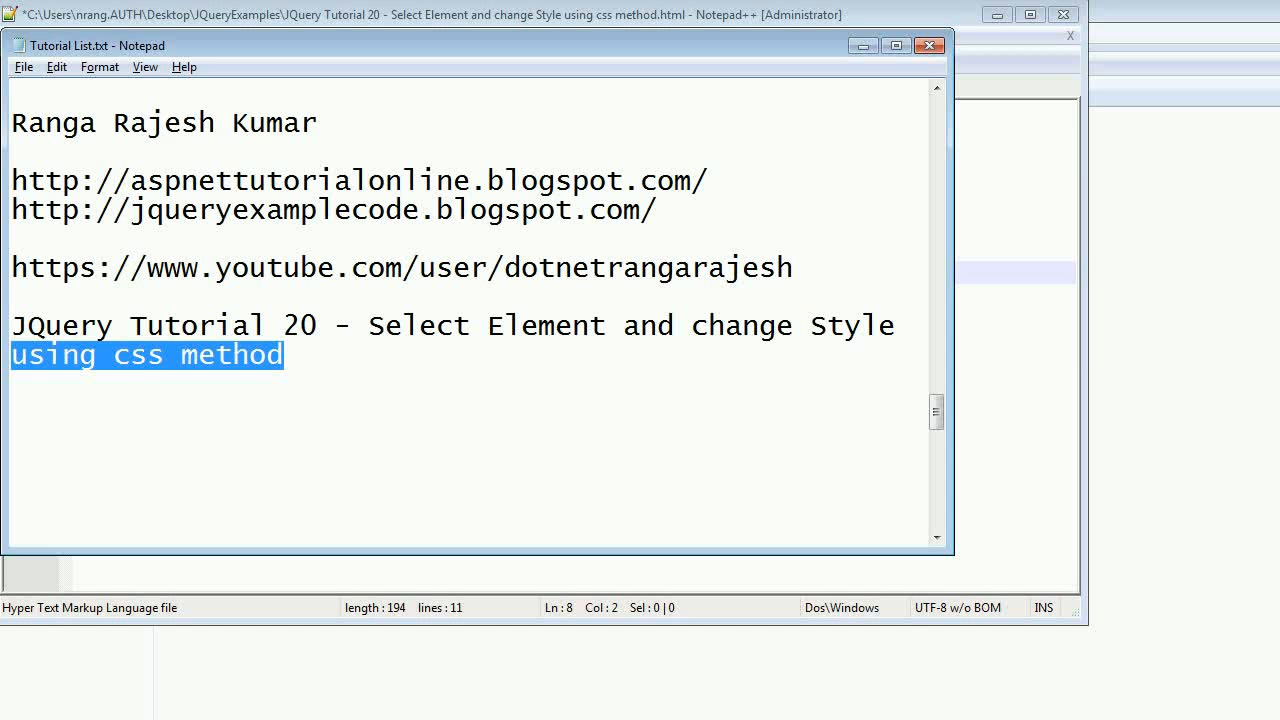 *C:\Users\nrang.AUTH\Desktop\JQueryExamples\JQuery Tutorial 20 - Select Element and change Style using css method.html - Notepad++ [Administrator]
X
Tutorial List.txt - Notepad
File Edit Format View Help
Ranga Rajesh Kumar
http://aspnettutorialonline.blogspot.com/
http://jqueryexamplecode.blogspot.com/
https://www.youtube.com/user/dotnetrangarajesh
JQuery Tutorial 20 - Select Element and change Style
using css method
Hyper Text Markup Language file length : 194 lines : 11 Ln : 8 Col : 2 Sel : 0 | 0 Dos\Windows UTF-8 w/o BOM INS